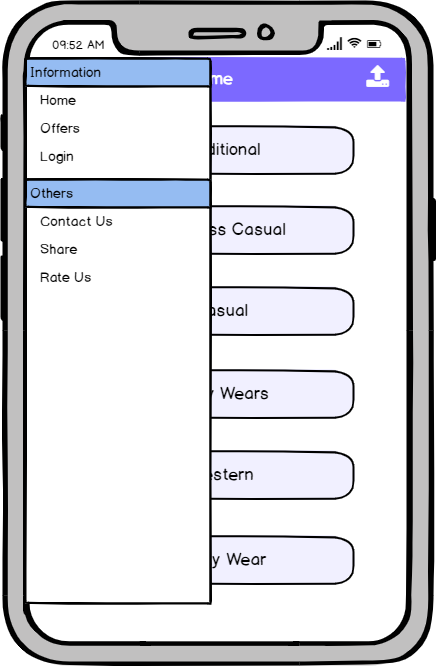 09:52 AM
me
Information
Home
Offers
Login
Others
Contact Us
Share
Rate Us
ditional
ss Casual
asual
y Wears
estern
y Wear